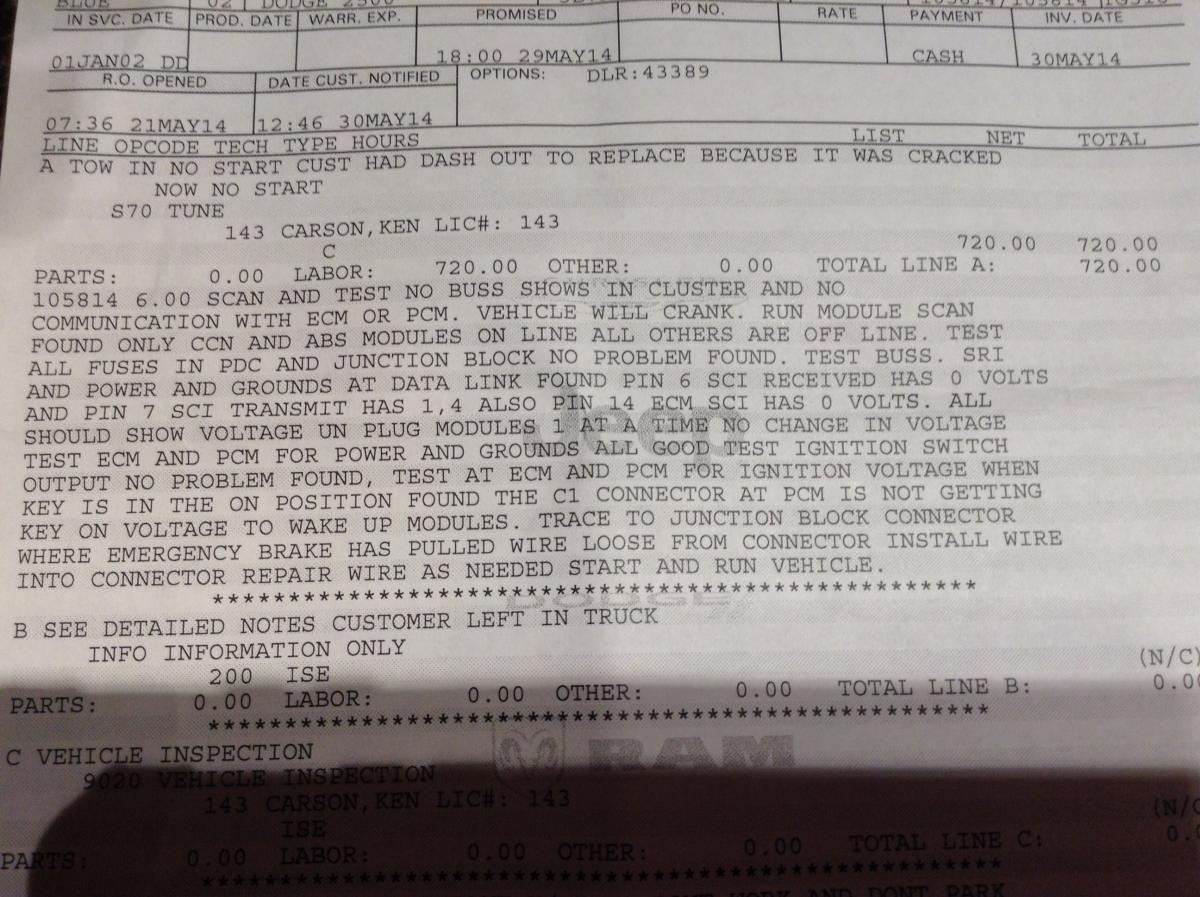 BLUE 02 DODGE 2500 105814/105814
IN SVC. DATE PROD. DATE WARR. EXP. PROMISED PO NO. RATE PAYMENT INV. DATE
01JAN02 DD 18:00 29MAY14 CASH 30MAY14
R.O. OPENED DATE CUST. NOTIFIED OPTIONS: DLR:43389
07:36 21MAY14 12:46 30MAY14
LINE OPCODE TECH TYPE HOURS LIST NET TOTAL
A TOW IN NO START CUST HAD DASH OUT TO REPLACE BECAUSE IT WAS CRACKED
NOW NO START
S70 TUNE
143 CARSON,KEN LIC#: 143
C 720.00 720.00
PARTS: 0.00 LABOR: 720.00 OTHER: 0.00 TOTAL LINE A: 720.00
105814 6.00 SCAN AND TEST NO BUSS SHOWS IN CLUSTER AND NO
COMMUNICATION WITH ECM OR PCM. VEHICLE WILL CRANK. RUN MODULE SCAN
FOUND ONLY CCN AND ABS MODULES ON LINE ALL OTHERS ARE OFF LINE. TEST
ALL FUSES IN PDC AND JUNCTION BLOCK NO PROBLEM FOUND. TEST BUSS. SRI
AND POWER AND GROUNDS AT DATA LINK FOUND PIN 6 SCI RECEIVED HAS 0 VOLTS
AND PIN 7 SCI TRANSMIT HAS 1,4 ALSO PIN 14 ECM SCI HAS 0 VOLTS. ALL
SHOULD SHOW VOLTAGE UN PLUG MODULES 1 AT A TIME NO CHANGE IN VOLTAGE
TEST ECM AND PCM FOR POWER AND GROUNDS ALL GOOD TEST IGNITION SWITCH
OUTPUT NO PROBLEM FOUND, TEST AT ECM AND PCM FOR IGNITION VOLTAGE WHEN
KEY IS IN THE ON POSITION FOUND THE C1 CONNECTOR AT PCM IS NOT GETTING
KEY ON VOLTAGE TO WAKE UP MODULES. TRACE TO JUNCTION BLOCK CONNECTOR
WHERE EMERGENCY BRAKE HAS PULLED WIRE LOOSE FROM CONNECTOR INSTALL WIRE
INTO CONNECTOR REPAIR WIRE AS NEEDED START AND RUN VEHICLE.
**************************************************
B SEE DETAILED NOTES CUSTOMER LEFT IN TRUCK
INFO INFORMATION ONLY
200 ISE (N/C)
PARTS: 0.00 LABOR: 0.00 OTHER: 0.00 TOTAL LINE B: 0.00
**************************************************
C VEHICLE INSPECTION
9020 VEHICLE INSPECTION
143 CARSON,KEN LIC#: 143
ISE (N/C
PARTS: 0.00 LABOR: 0.00 OTHER: 0.00 TOTAL LINE C: 0.
**************************************************
WORK AND DONT PARK
Jeep
DODGE
RAM